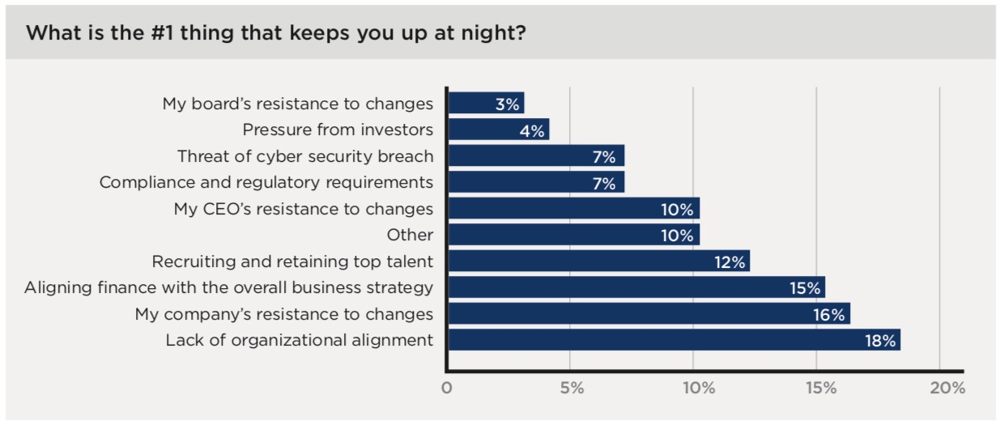 What is the #1 thing that keeps you up at night?
My board’s resistance to changes 3%
Pressure from investors 4%
Threat of cyber security breach 7%
Compliance and regulatory requirements 7%
My CEO’s resistance to changes 10%
Other 10%
Recruiting and retaining top talent 12%
Aligning finance with the overall business strategy 15%
My company’s resistance to changes 16%
Lack of organizational alignment 18%
0 5% 10% 15% 20%